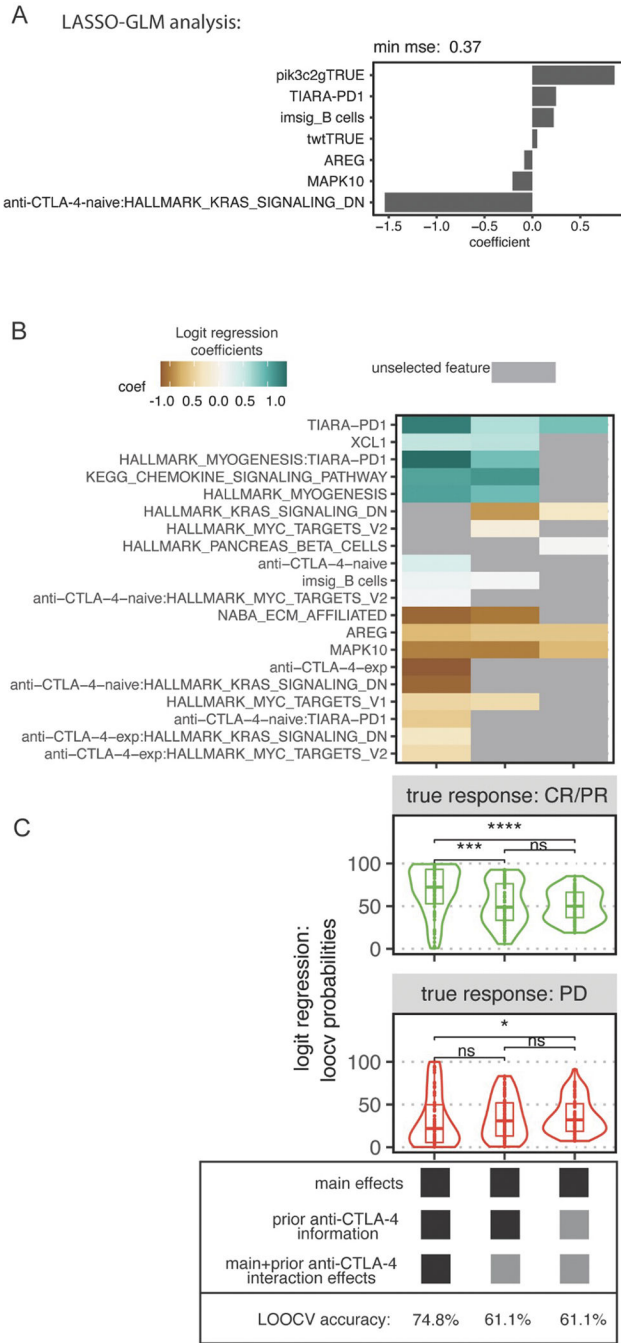 A
LASSO-GLM analysis:
min mse: 0.37
pik3c2gTRUE
TIARA-PD1
imsig_B cells
twtTRUE
AREG
MAPK10
anti-CTLA-4-naive:HALLMARK_KRAS_SIGNALING_DN
−1.5 −1.0 −0.5 0.0 0.5
coefficient
B
Logit regression
coefficients
coef
-1.0 0.5 0.0 0.5 1.0
unselected feature
TIARA−PD1
XCL1
HALLMARK_MYOGENESIS:TIARA−PD1
KEGG_CHEMOKINE_SIGNALING_PATHWAY
HALLMARK_MYOGENESIS
HALLMARK_KRAS_SIGNALING_DN
HALLMARK_MYC_TARGETS_V2
HALLMARK_PANCREAS_BETA_CELLS
anti−CTLA−4−naive
imsig_B cells
anti−CTLA−4−naive:HALLMARK_MYC_TARGETS_V2
NABA_ECM_AFFILIATED
AREG
MAPK10
anti−CTLA−4−exp
anti−CTLA−4−naive:HALLMARK_KRAS_SIGNALING_DN
HALLMARK_MYC_TARGETS_V1
anti−CTLA−4−naive:TIARA−PD1
anti−CTLA−4−exp:HALLMARK_KRAS_SIGNALING_DN
anti−CTLA−4−exp:HALLMARK_MYC_TARGETS_V2
C
true response: CR/PR
****
*** ns
100
50
0
logit regression:
loocv probabilities
true response: PD
*
ns ns
100
50
0
main effects
prior anti-CTLA-4
information
main+prior anti-CTLA-4
interaction effects
LOOCV accuracy: 74.8% 61.1% 61.1%